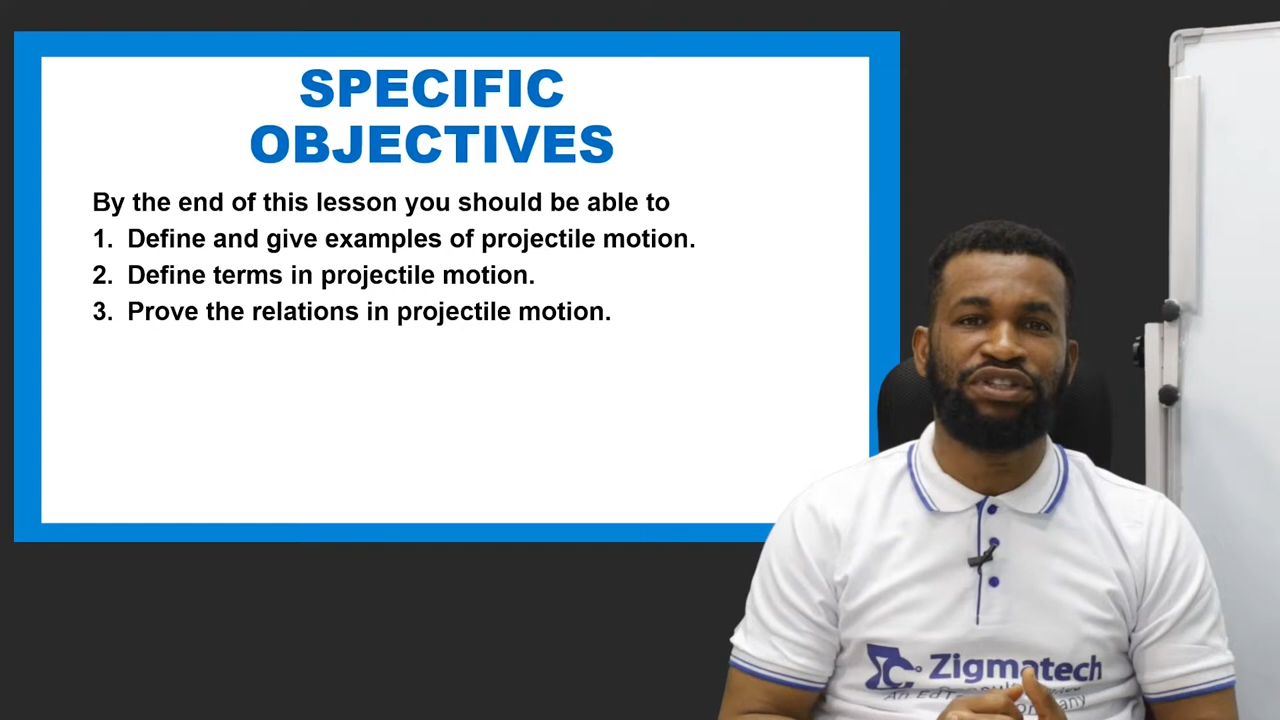 SPECIFIC
OBJECTIVES
By the end of this lesson you should be able to
1. Define and give examples of projectile motion.
2. Define terms in projectile motion.
3. Prove the relations in projectile motion.
Zigmatech
An